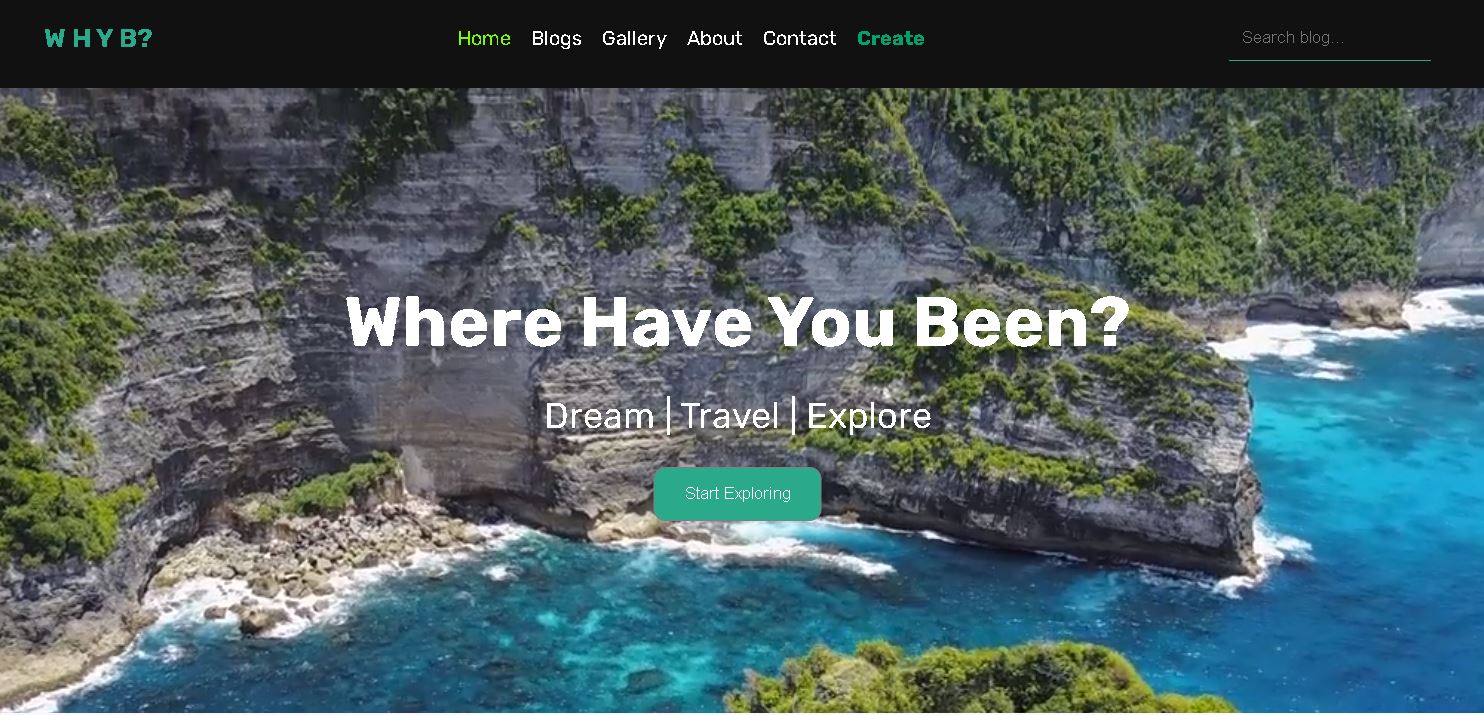 W H Y B?
Home Blogs Gallery About Contact Create
Search blog...
Where Have You Been?
Dream | Travel | Explore
Start Exploring